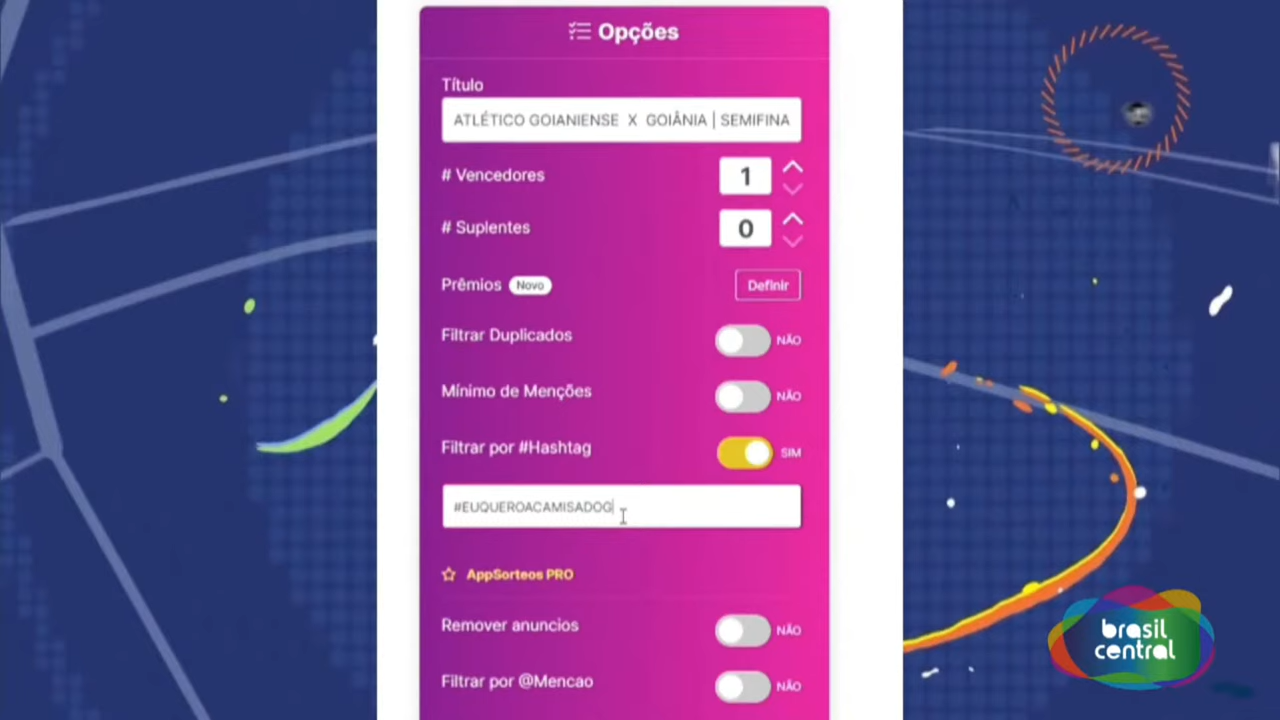 Opções
Título
ATLÉTICO GOIANIENSE X GOIÂNIA | SEMIFINA
# Vencedores 1
# Suplentes 0
Prêmios Novo Definir
Filtrar Duplicados NÃO
Mínimo de Menções NÃO
Filtrar por #Hashtag SIM
#EUQUEROACAMISADOG
AppSorteos PRO
Remover anuncios NÃO
Filtrar por @Mencao NÃO
brasil
central